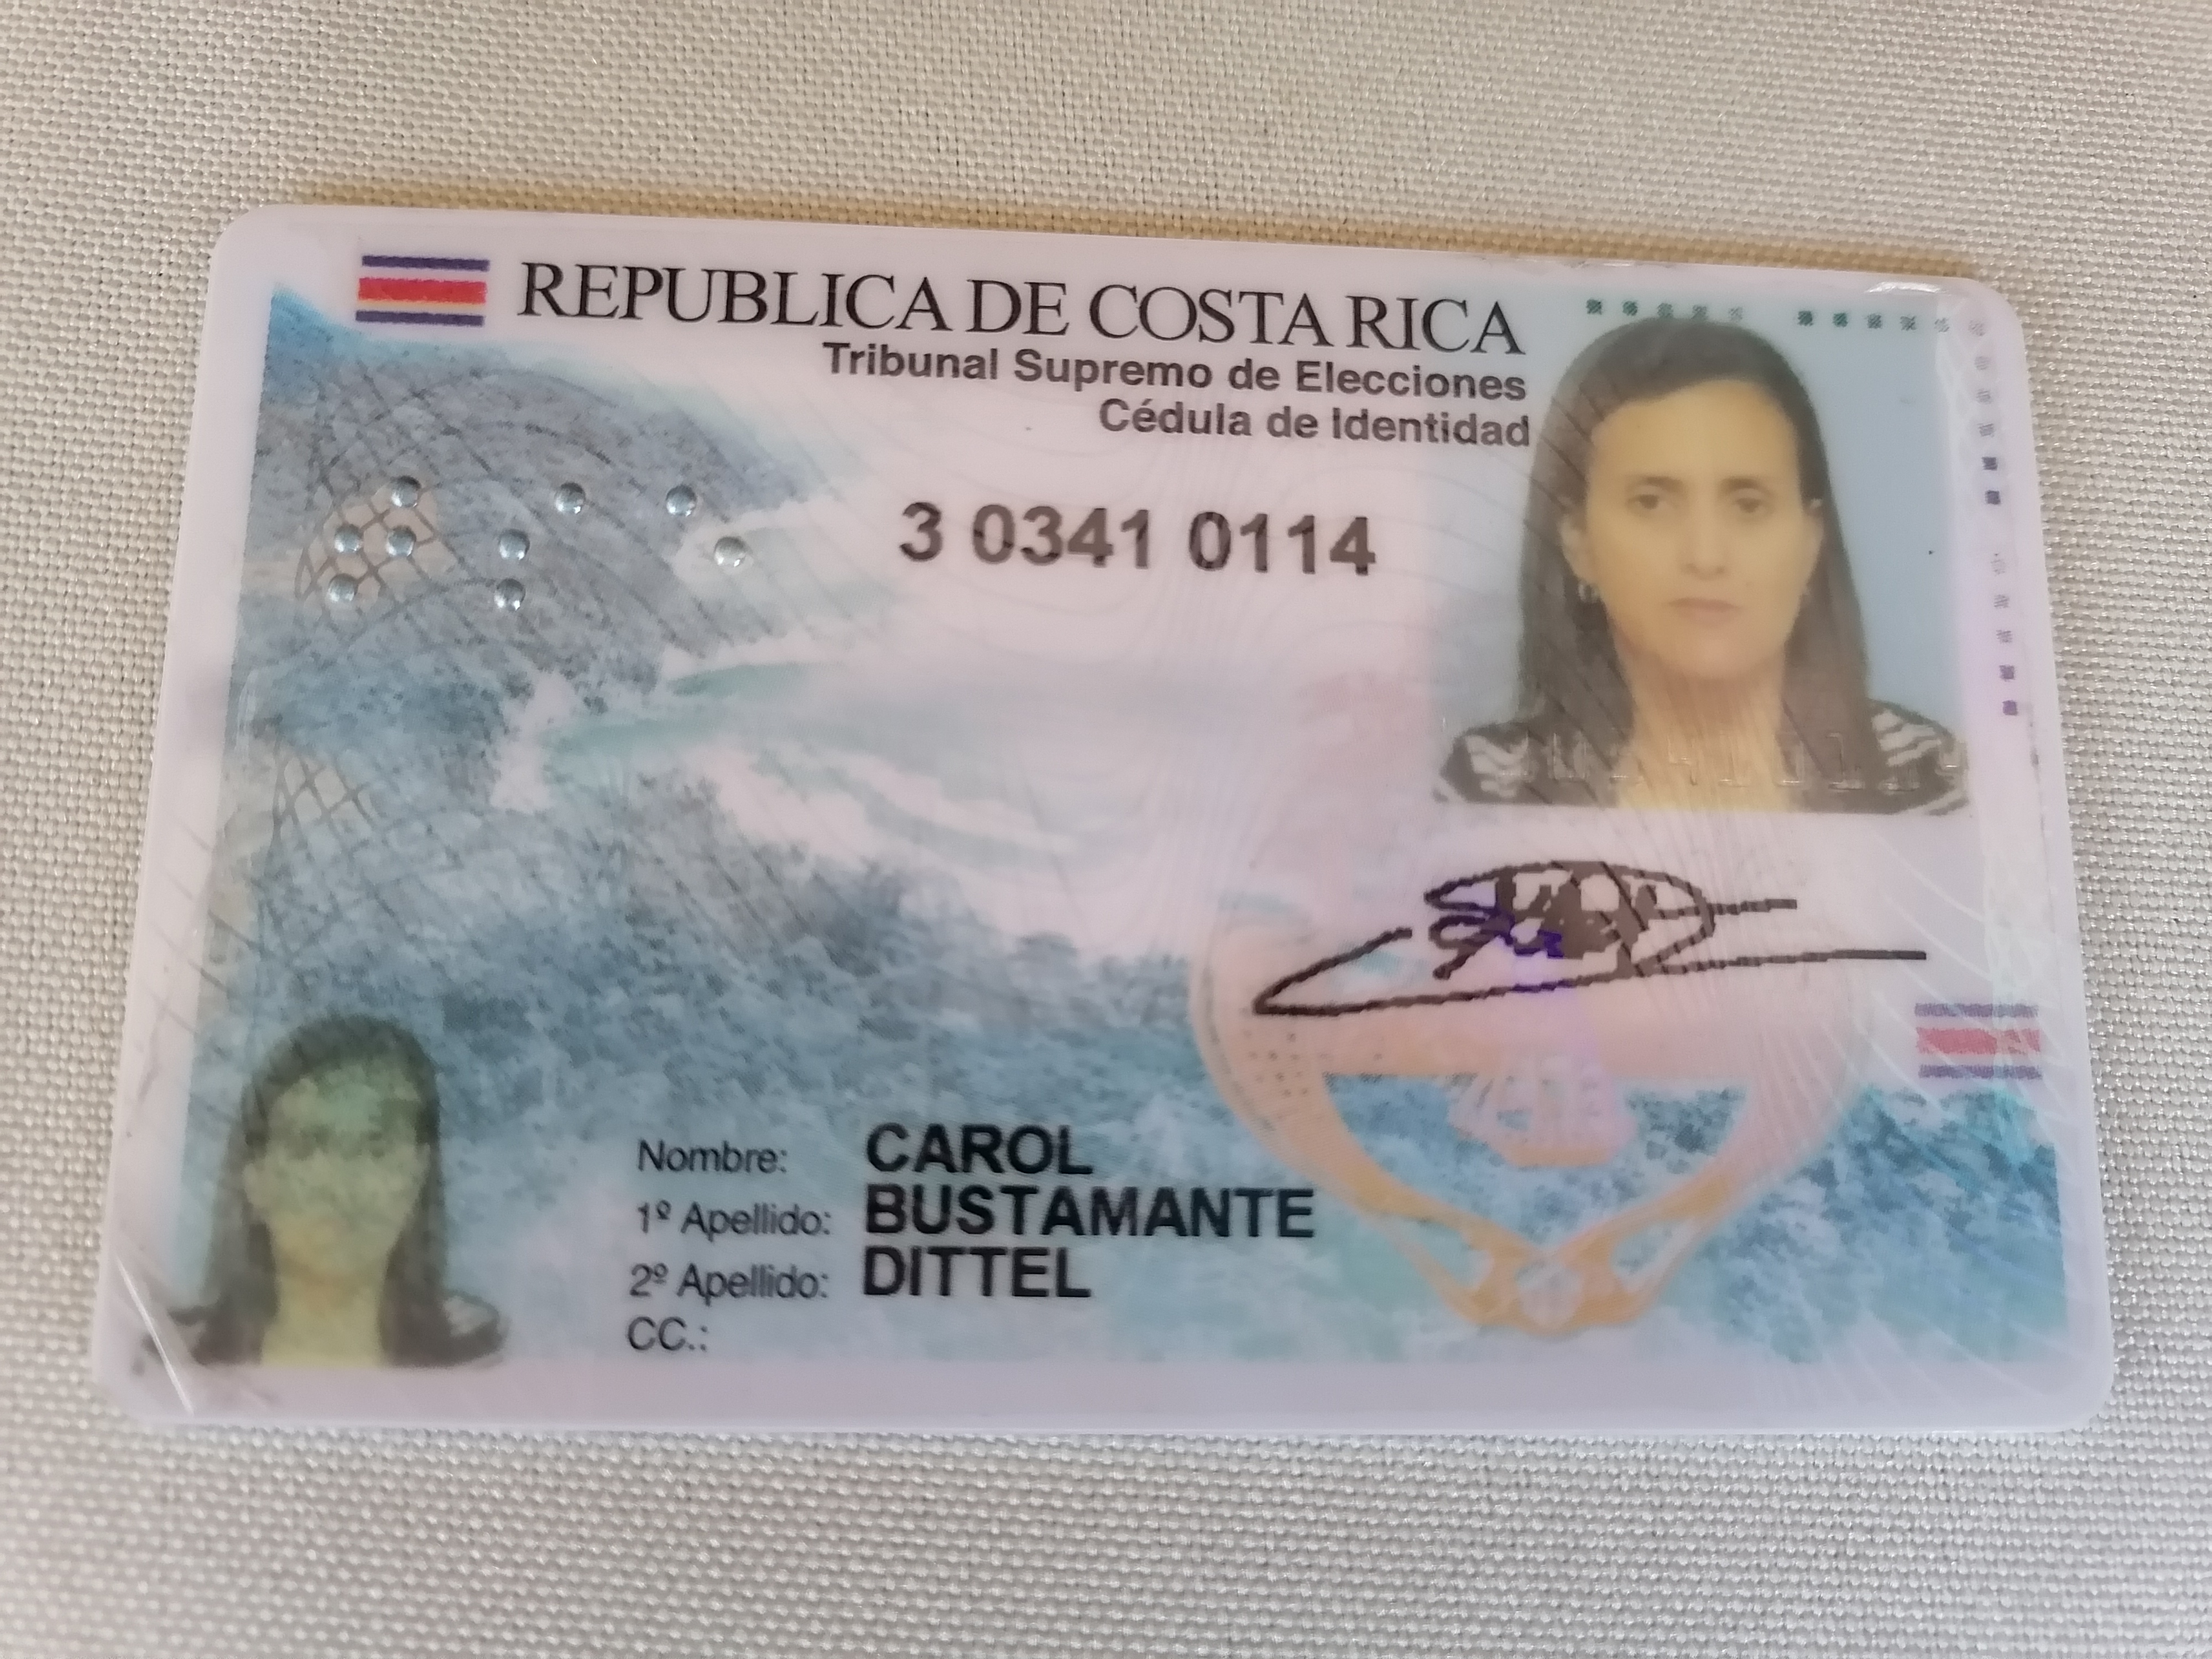 REPUBLICA DE COSTA RICA
Tribunal Supremo de Elecciones
Cédula de Identidad
3 0341 0114
Nombre: CAROL
1º Apellido: BUSTAMANTE
2º Apellido: DITTEL
CC.: